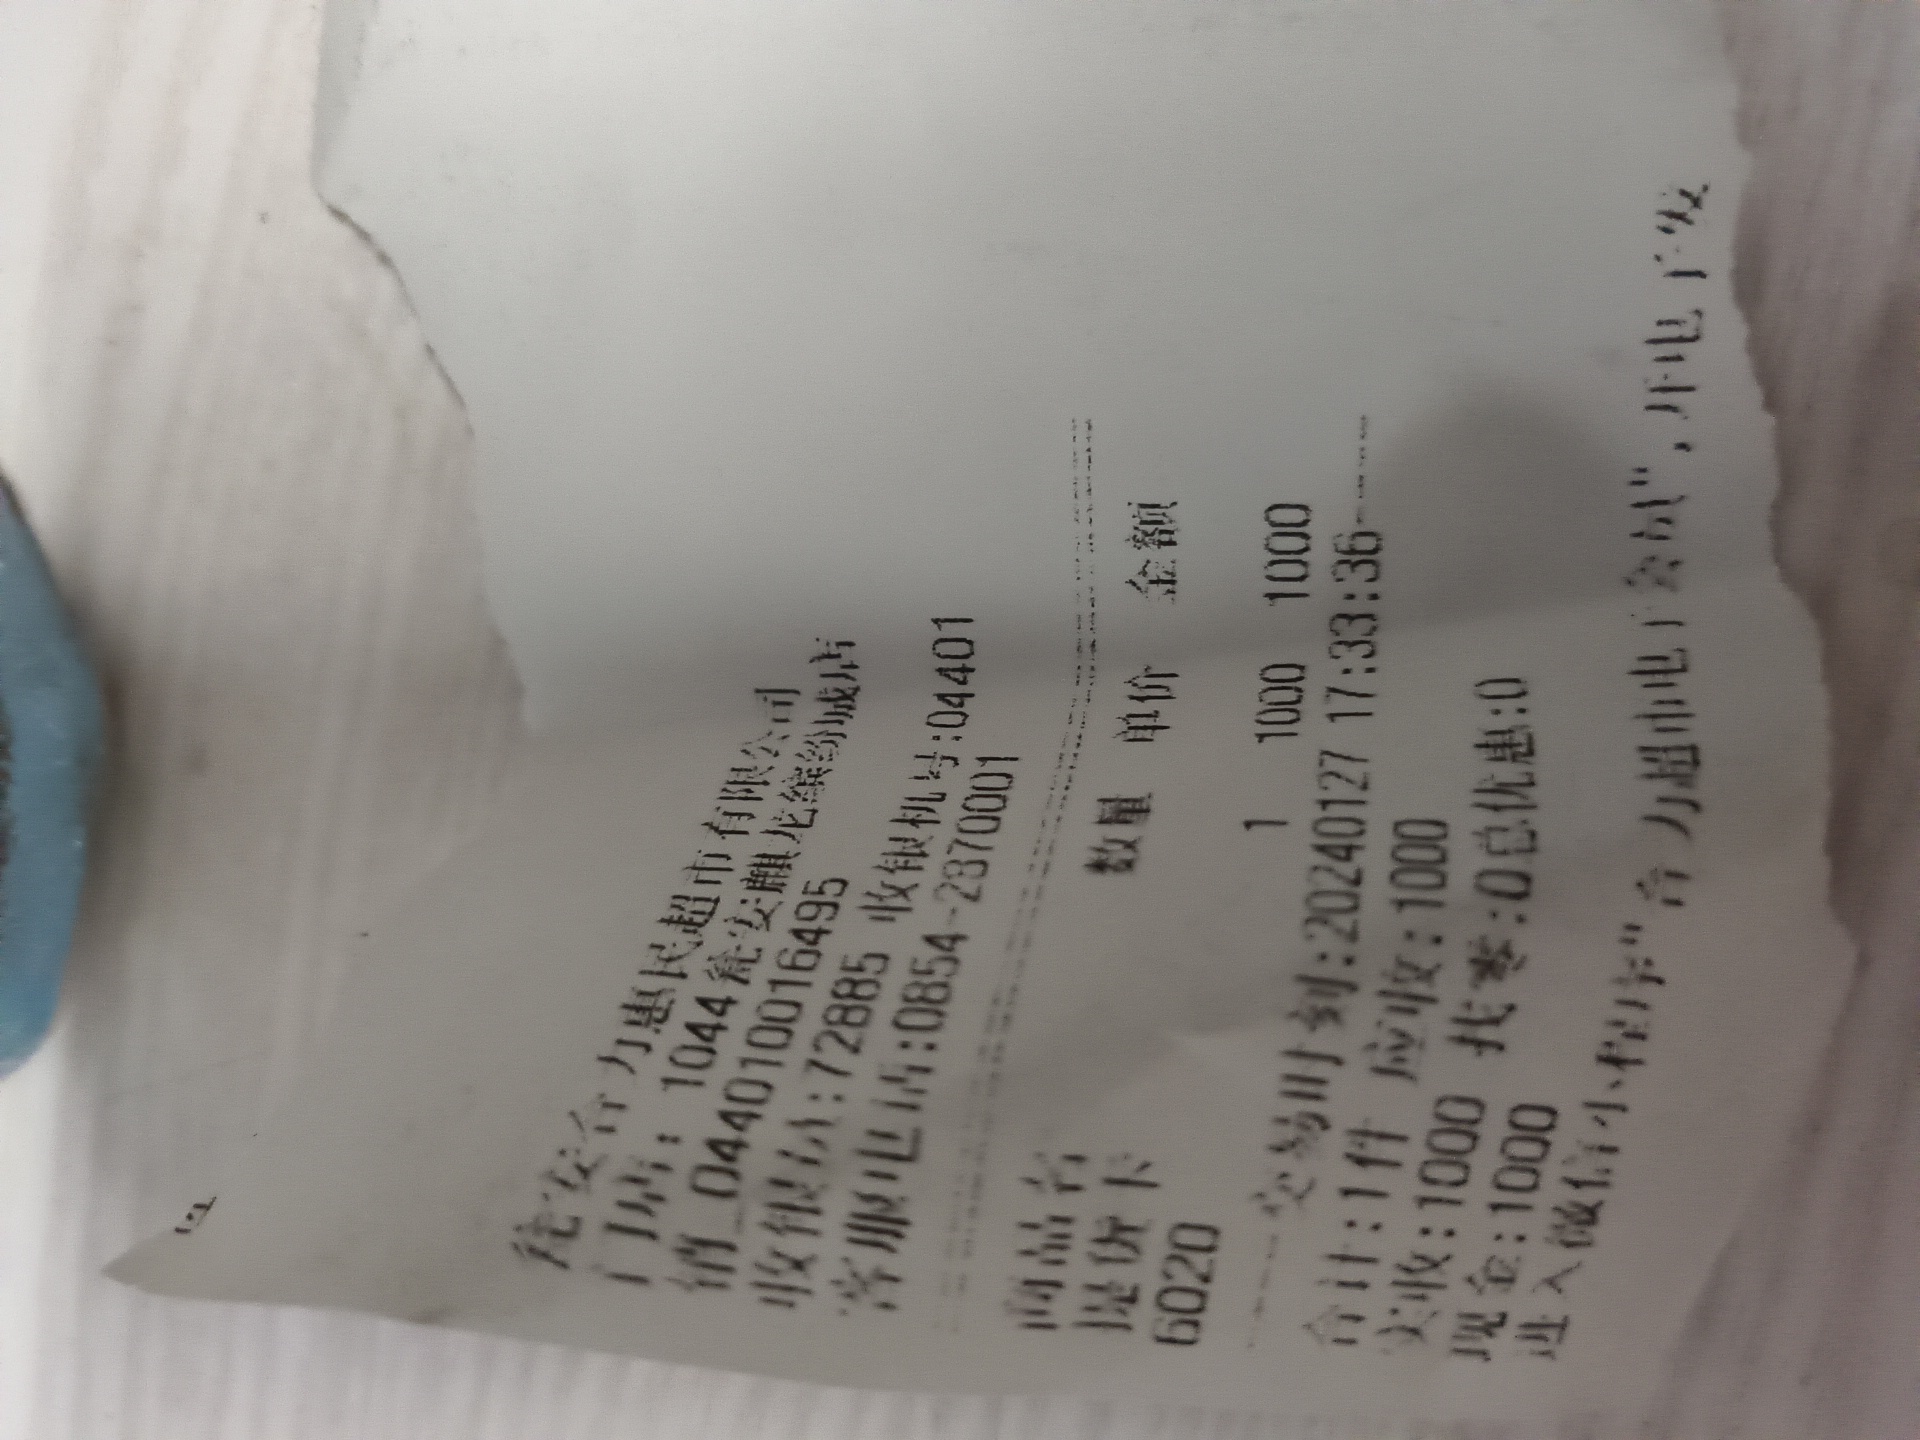 瓮安合力惠民超市有限公司
门店: 1044瓮安麒龙缤纷城店
销_044010010016495
收银员:72885 收银机号:04401
客服电话:0854-2870001
商品名 数量 单价 金额
提货卡
6020 1 1000 1000
交易时刻:20240127 17:33:36
合计:1件 应收:1000
实收:1000 找零:0总优惠:0
现金:1000
进入微信小程序"合力超市电子会员",开电子发